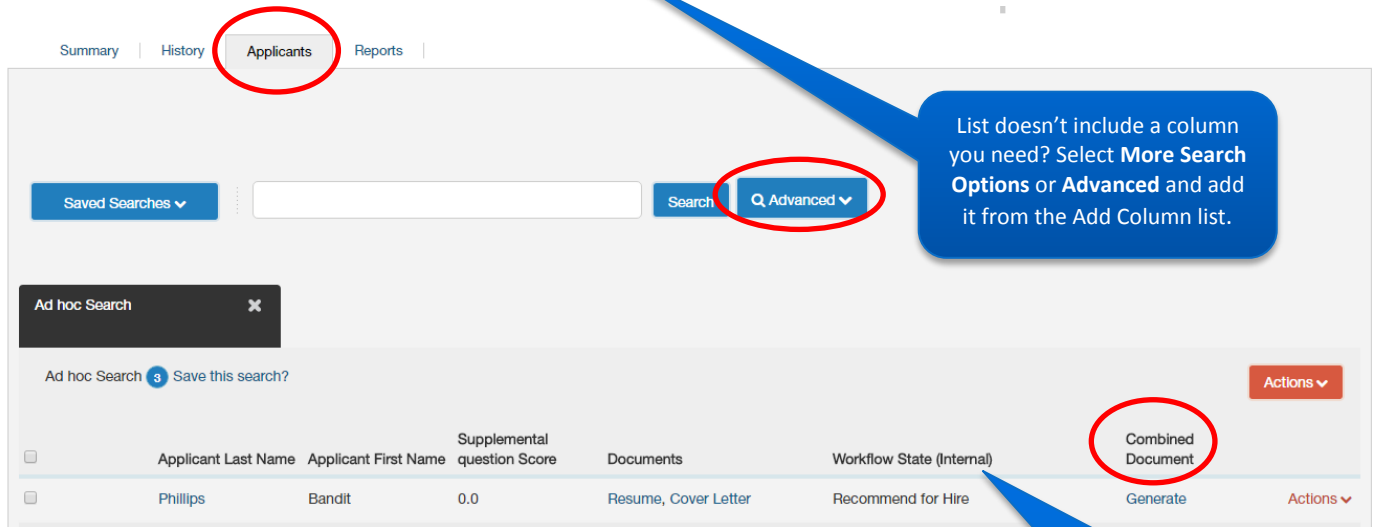 Summary History Applicants Reports
List doesn’t include a column
you need? Select More Search
Options or Advanced and add
it from the Add Column list.
Saved Searches Search Advanced
Ad hoc Search
Ad hoc Search 3 Save this search? Actions
Applicant Last Name Applicant First Name Supplemental question Score Documents Workflow State (Internal) Combined Document
Phillips Bandit 0.0 Resume, Cover Letter Recommend for Hire Generate Actions